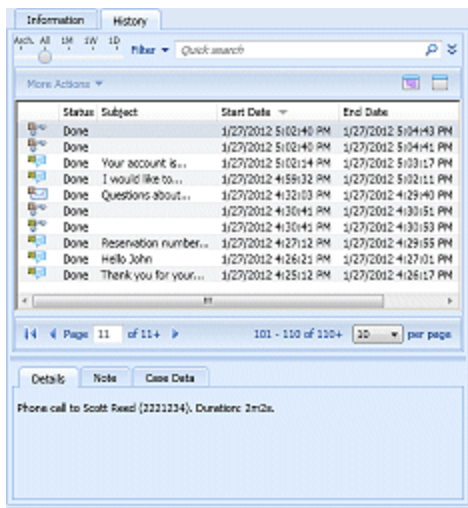 Information History
Arch. All 1M 1W 1D
Filter Quick search
More Actions
Status Subject Start Date End Date
Done 1/27/2012 5:02:40 PM 1/27/2012 5:04:43 PM
Done 1/27/2012 5:02:40 PM 1/27/2012 5:04:41 PM
Done Your account is... 1/27/2012 5:02:14 PM 1/27/2012 5:03:17 PM
Done I would like to... 1/27/2012 4:59:32 PM 1/27/2012 5:02:11 PM
Done Questions about... 1/27/2012 4:32:03 PM 1/27/2012 4:29:40 PM
Done 1/27/2012 4:30:41 PM 1/27/2012 4:30:51 PM
Done 1/27/2012 4:30:41 PM 1/27/2012 4:30:53 PM
Done Reservation number... 1/27/2012 4:27:12 PM 1/27/2012 4:29:55 PM
Done Hello John 1/27/2012 4:26:21 PM 1/27/2012 4:27:01 PM
Done Thank you for your... 1/27/2012 4:25:12 PM 1/27/2012 4:26:17 PM
Page 11 of 11+ 101 - 110 of 110+ 10 per page
Details Note Case Data
Phone call to Scott Reed (2221234). Duration: 2m2s.